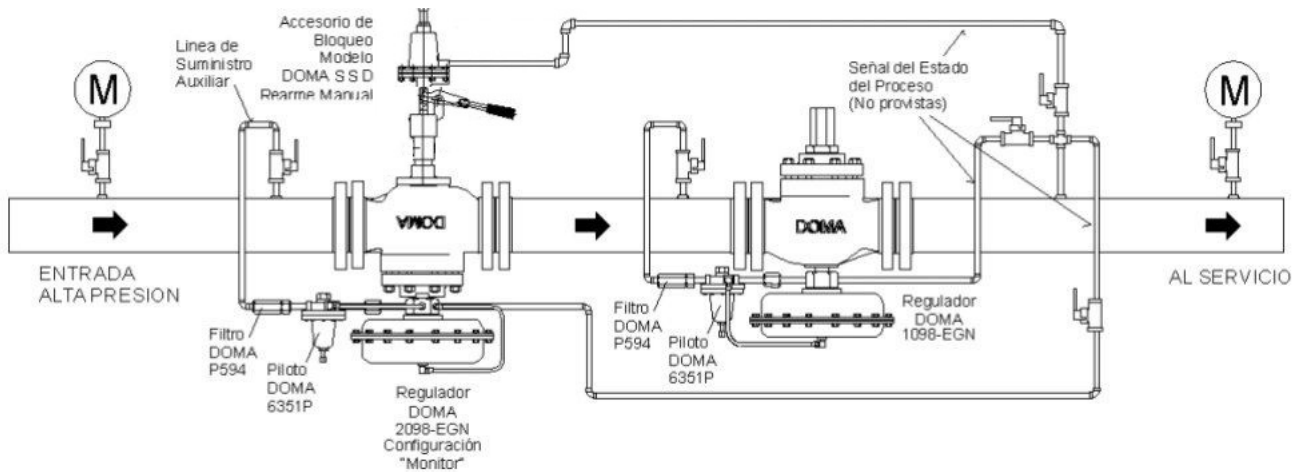 Accesorio de
Bloqueo
Modelo
DOMA S S D
Rearme Manual
Linea de
Suministro
Auxiliar
Señal del Estado
del Proceso
(No provistas)
M
M
DOMA
DOMA
ENTRADA
ALTA PRESION
AL SERVICIO
Filtro
DOMA
P594
Piloto
DOMA
6351P
Regulador
DOMA
2098-EGN
Configuración
"Monitor"
Filtro
DOMA
P594
Piloto
DOMA
6351P
Regulador
DOMA
1098-EGN